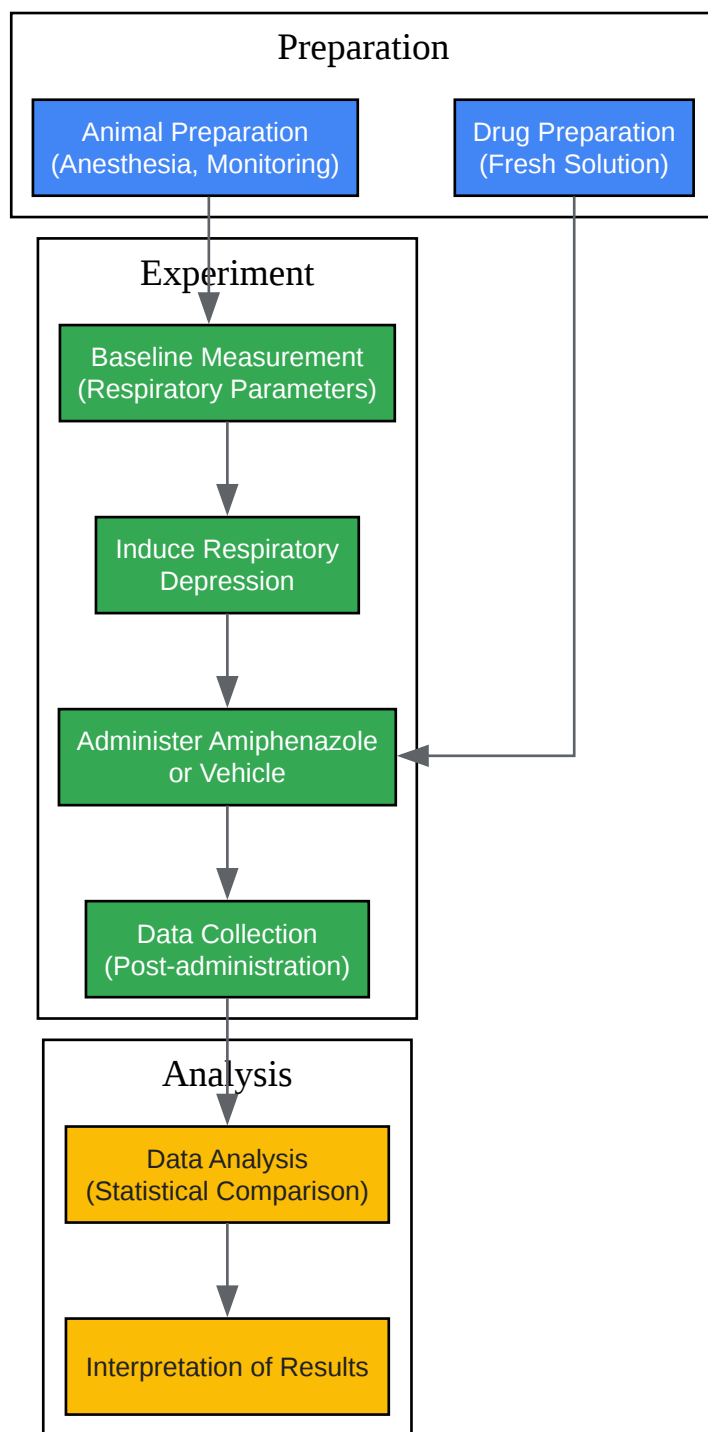 Preparation
Animal Preparation
(Anesthesia, Monitoring)
Drug Preparation
(Fresh Solution)
Experiment
Baseline Measurement
(Respiratory Parameters)
Induce Respiratory
Depression
Administer Amiphenazole
or Vehicle
Data Collection
(Post-administration)
Analysis
Data Analysis
(Statistical Comparison)
Interpretation of Results